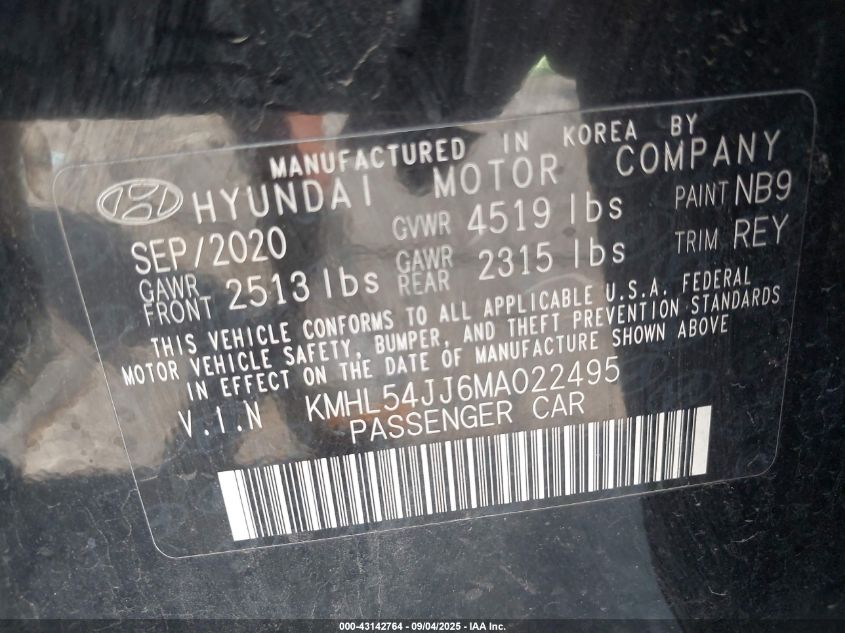 MANUFACTURED IN KOREA BY
HYUNDAI MOTOR COMPANY
SEP/2020 GVWR 4519 lbs PAINT NB9
GAWR FRONT 2513 lbs GAWR REAR 2315 lbs TRIM REY
THIS VEHICLE CONFORMS TO ALL APPLICABLE U.S.A. FEDERAL
MOTOR VEHICLE SAFETY, BUMPER, AND THEFT PREVENTION STANDARDS
IN EFFECT ON THE DATE OF MANUFACTURE SHOWN ABOVE
V.I.N KMHL54JJ6MA022495
PASSENGER CAR
000-43142764 - 09/04/2025 - IAA Inc.